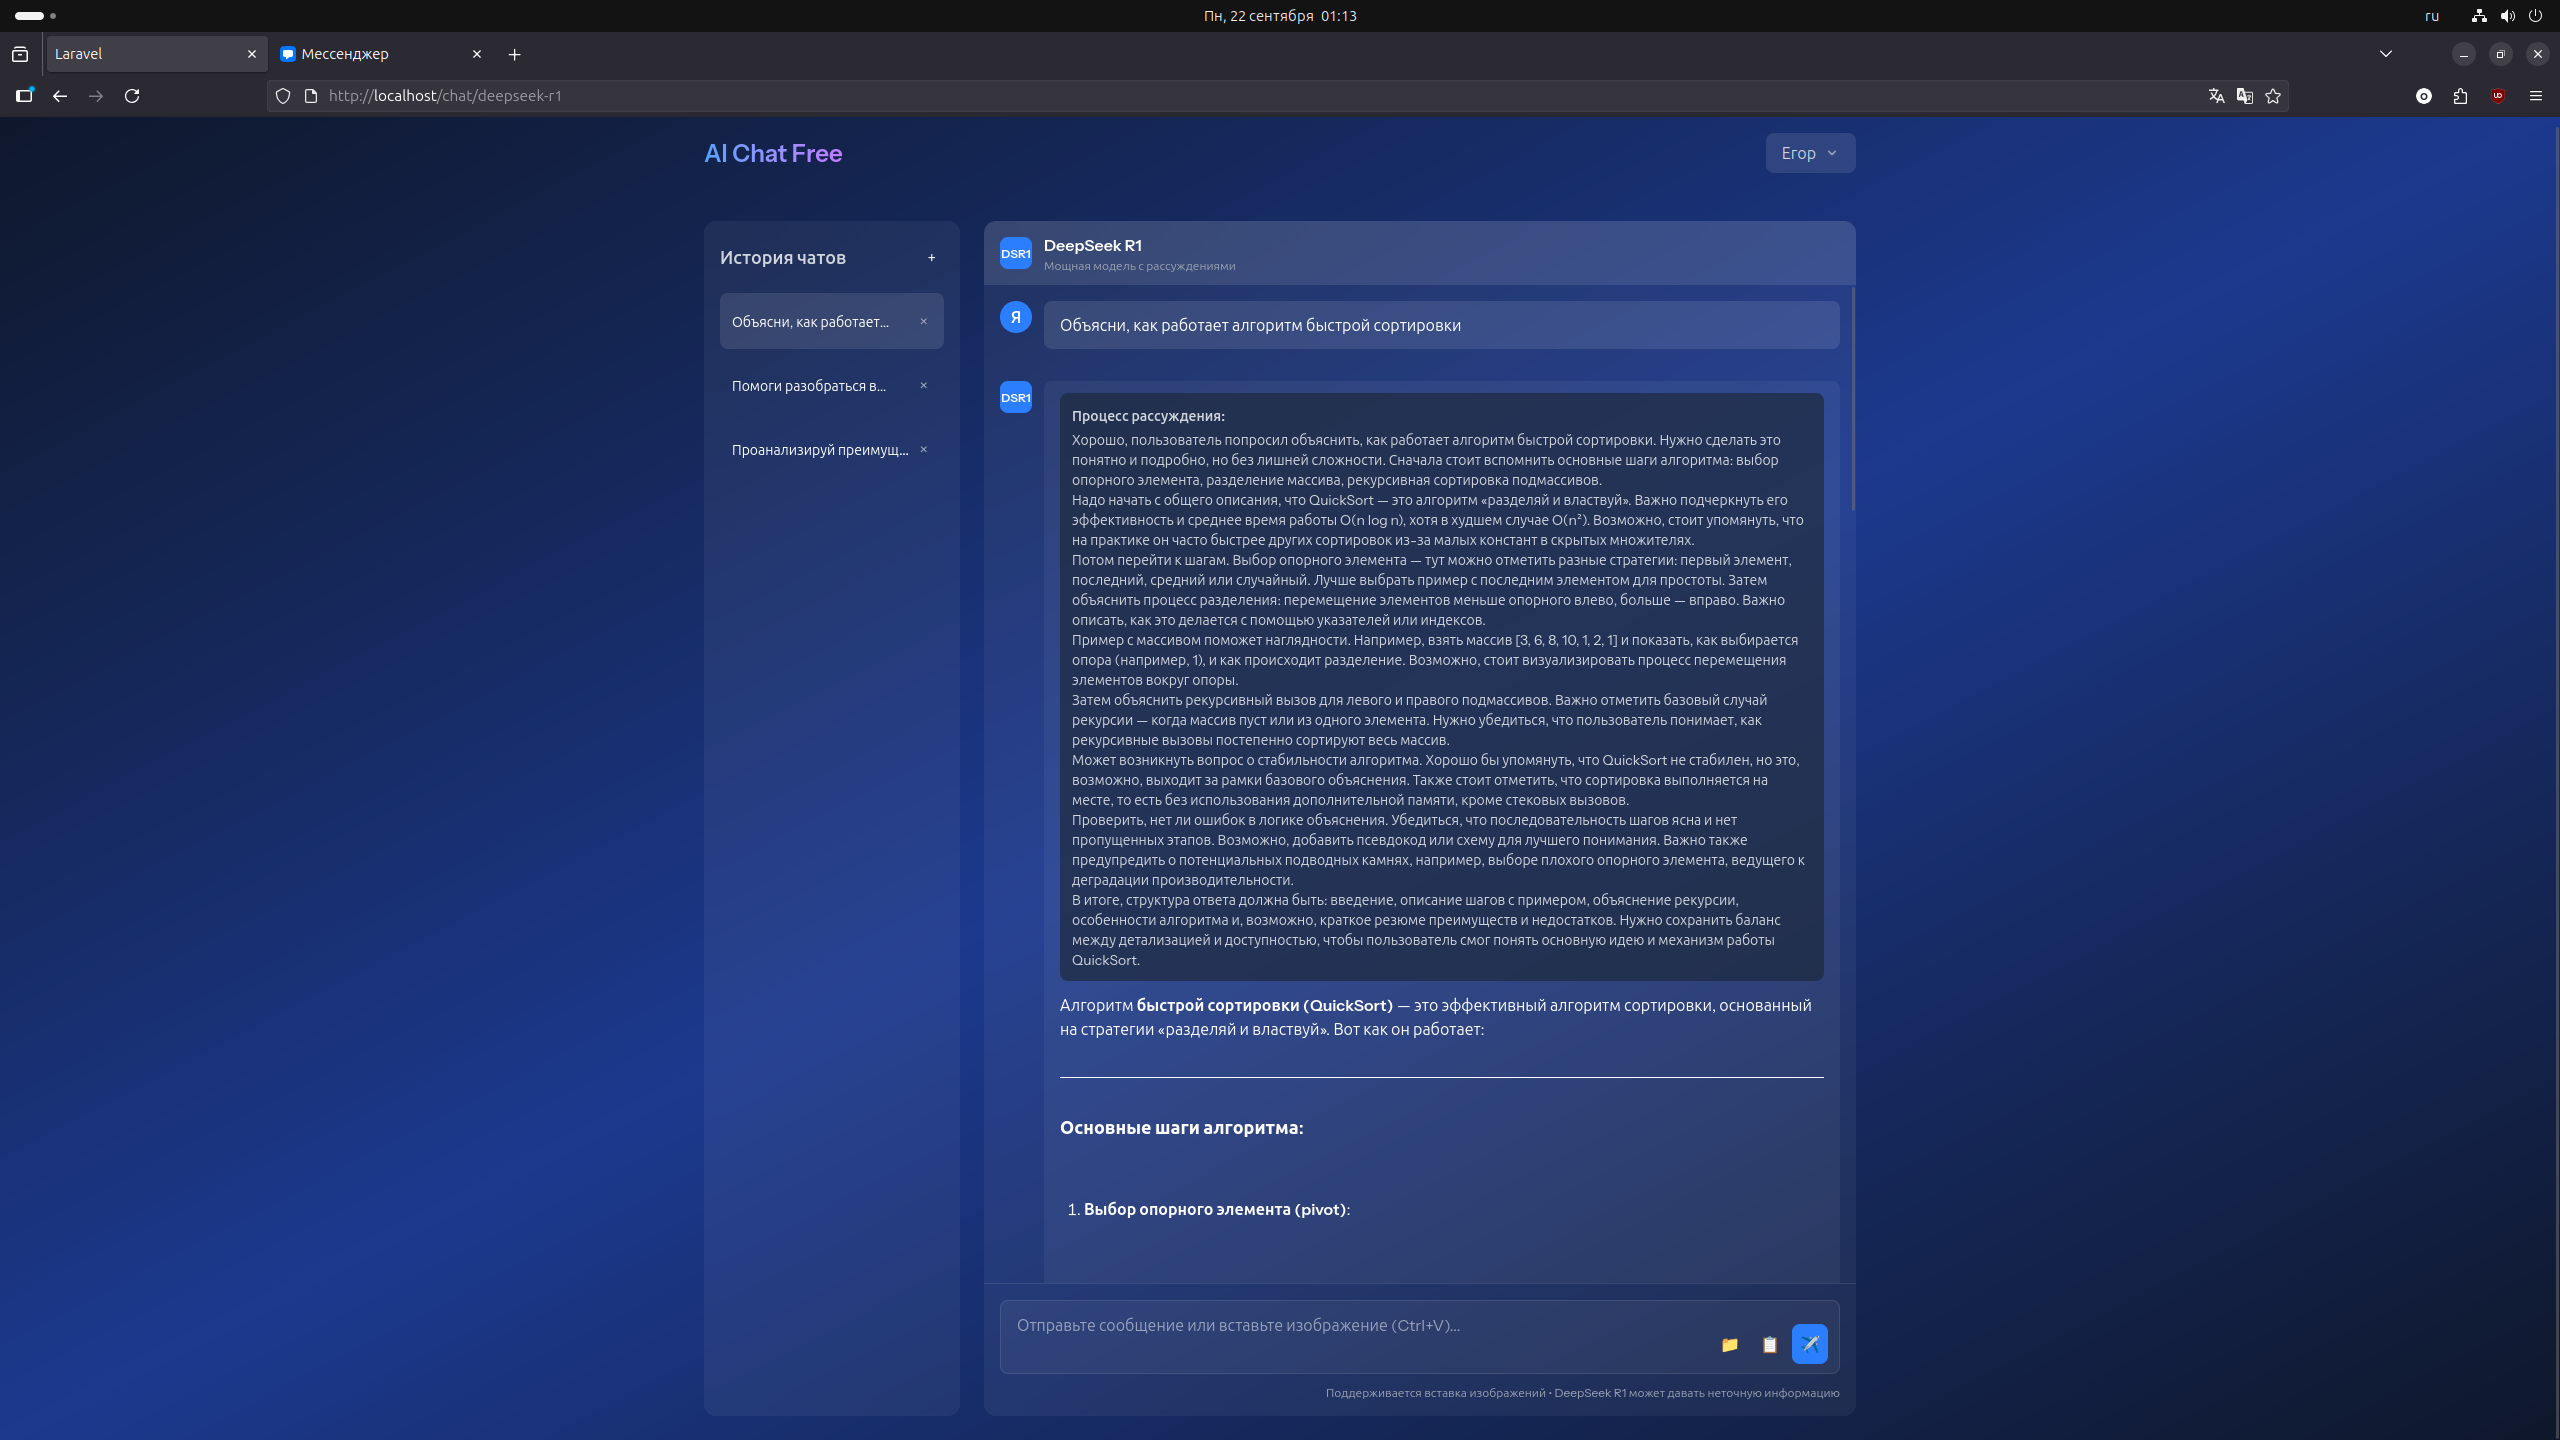 Пн, 22 сентября 01:13
ru
Laravel
Мессенджер
http://localhost/chat/deepseek-r1
AI Chat Free
Егор
История чатов
+
Объясни, как работает...
Помоги разобраться в...
Проанализируй преимущ...
DSR1
DeepSeek R1
Мощная модель с рассуждениями
Я
Объясни, как работает алгоритм быстрой сортировки
DSR1
Процесс рассуждения:
Хорошо, пользователь попросил объяснить, как работает алгоритм быстрой сортировки. Нужно сделать это
понятно и подробно, но без лишней сложности. Сначала стоит вспомнить основные шаги алгоритма: выбор
опорного элемента, разделение массива, рекурсивная сортировка подмассивов.
Надо начать с общего описания, что QuickSort — это алгоритм «разделяй и властвуй». Важно подчеркнуть его
эффективность и среднее время работы O(n log n), хотя в худшем случае O(n²). Возможно, стоит упомянуть, что
на практике он часто быстрее других сортировок из-за малых констант в скрытых множителях.
Потом перейти к шагам. Выбор опорного элемента — тут можно отметить разные стратегии: первый элемент,
последний, средний или случайный. Лучше выбрать пример с последним элементом для простоты. Затем
объяснить процесс разделения: перемещение элементов меньше опорного влево, больше — вправо. Важно
описать, как это делается с помощью указателей или индексов.
Пример с массивом поможет наглядности. Например, взять массив [3, 6, 8, 10, 1, 2, 1] и показать, как выбирается
опора (например, 1), и как происходит разделение. Возможно, стоит визуализировать процесс перемещения
элементов вокруг опоры.
Затем объяснить рекурсивный вызов для левого и правого подмассивов. Важно отметить базовый случай
рекурсии — когда массив пуст или из одного элемента. Нужно убедиться, что пользователь понимает, как
рекурсивные вызовы постепенно сортируют весь массив.
Может возникнуть вопрос о стабильности алгоритма. Хорошо бы упомянуть, что QuickSort не стабилен, но это,
возможно, выходит за рамки базового объяснения. Также стоит отметить, что сортировка выполняется на
месте, то есть без использования дополнительной памяти, кроме стековых вызовов.
Проверить, нет ли ошибок в логике объяснения. Убедиться, что последовательность шагов ясна и нет
пропущенных этапов. Возможно, добавить псевдокод или схему для лучшего понимания. Важно также
предупредить о потенциальных подводных камнях, например, выборе плохого опорного элемента, ведущего к
деградации производительности.
В итоге, структура ответа должна быть: введение, описание шагов с примером, объяснение рекурсии,
особенности алгоритма и, возможно, краткое резюме преимуществ и недостатков. Нужно сохранить баланс
между детализацией и доступностью, чтобы пользователь смог понять основную идею и механизм работы
QuickSort.
Алгоритм быстрой сортировки (QuickSort) — это эффективный алгоритм сортировки, основанный
на стратегии «разделяй и властвуй». Вот как он работает:
Основные шаги алгоритма:
1. Выбор опорного элемента (pivot):
Отправьте сообщение или вставьте изображение (Ctrl+V)...
Поддерживается вставка изображений • DeepSeek R1 может давать неточную информацию